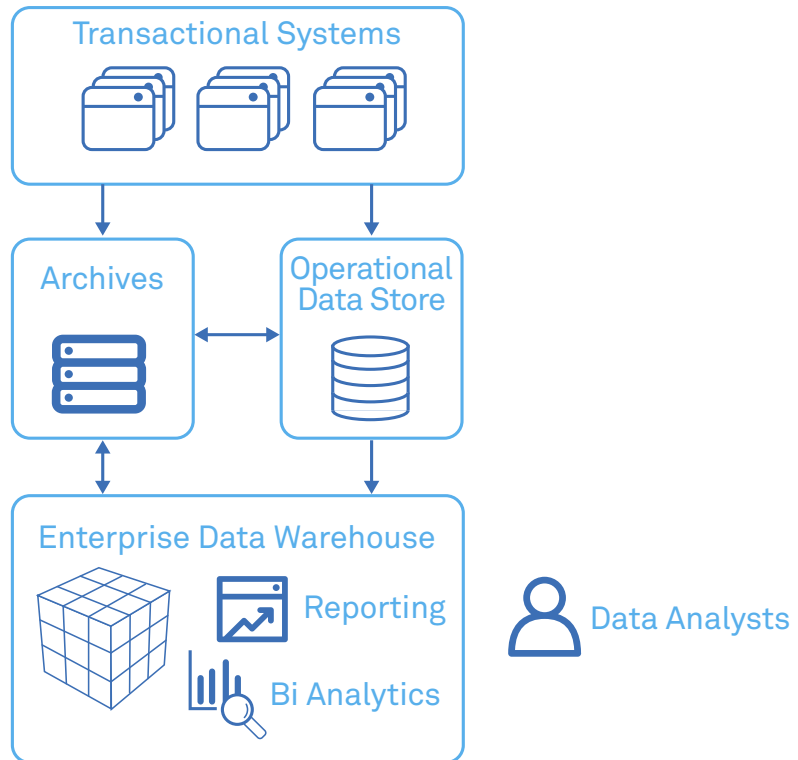 Transactional Systems
Archives
Operational
Data Store
Enterprise Data Warehouse
Reporting
Bi Analytics
Data Analysts